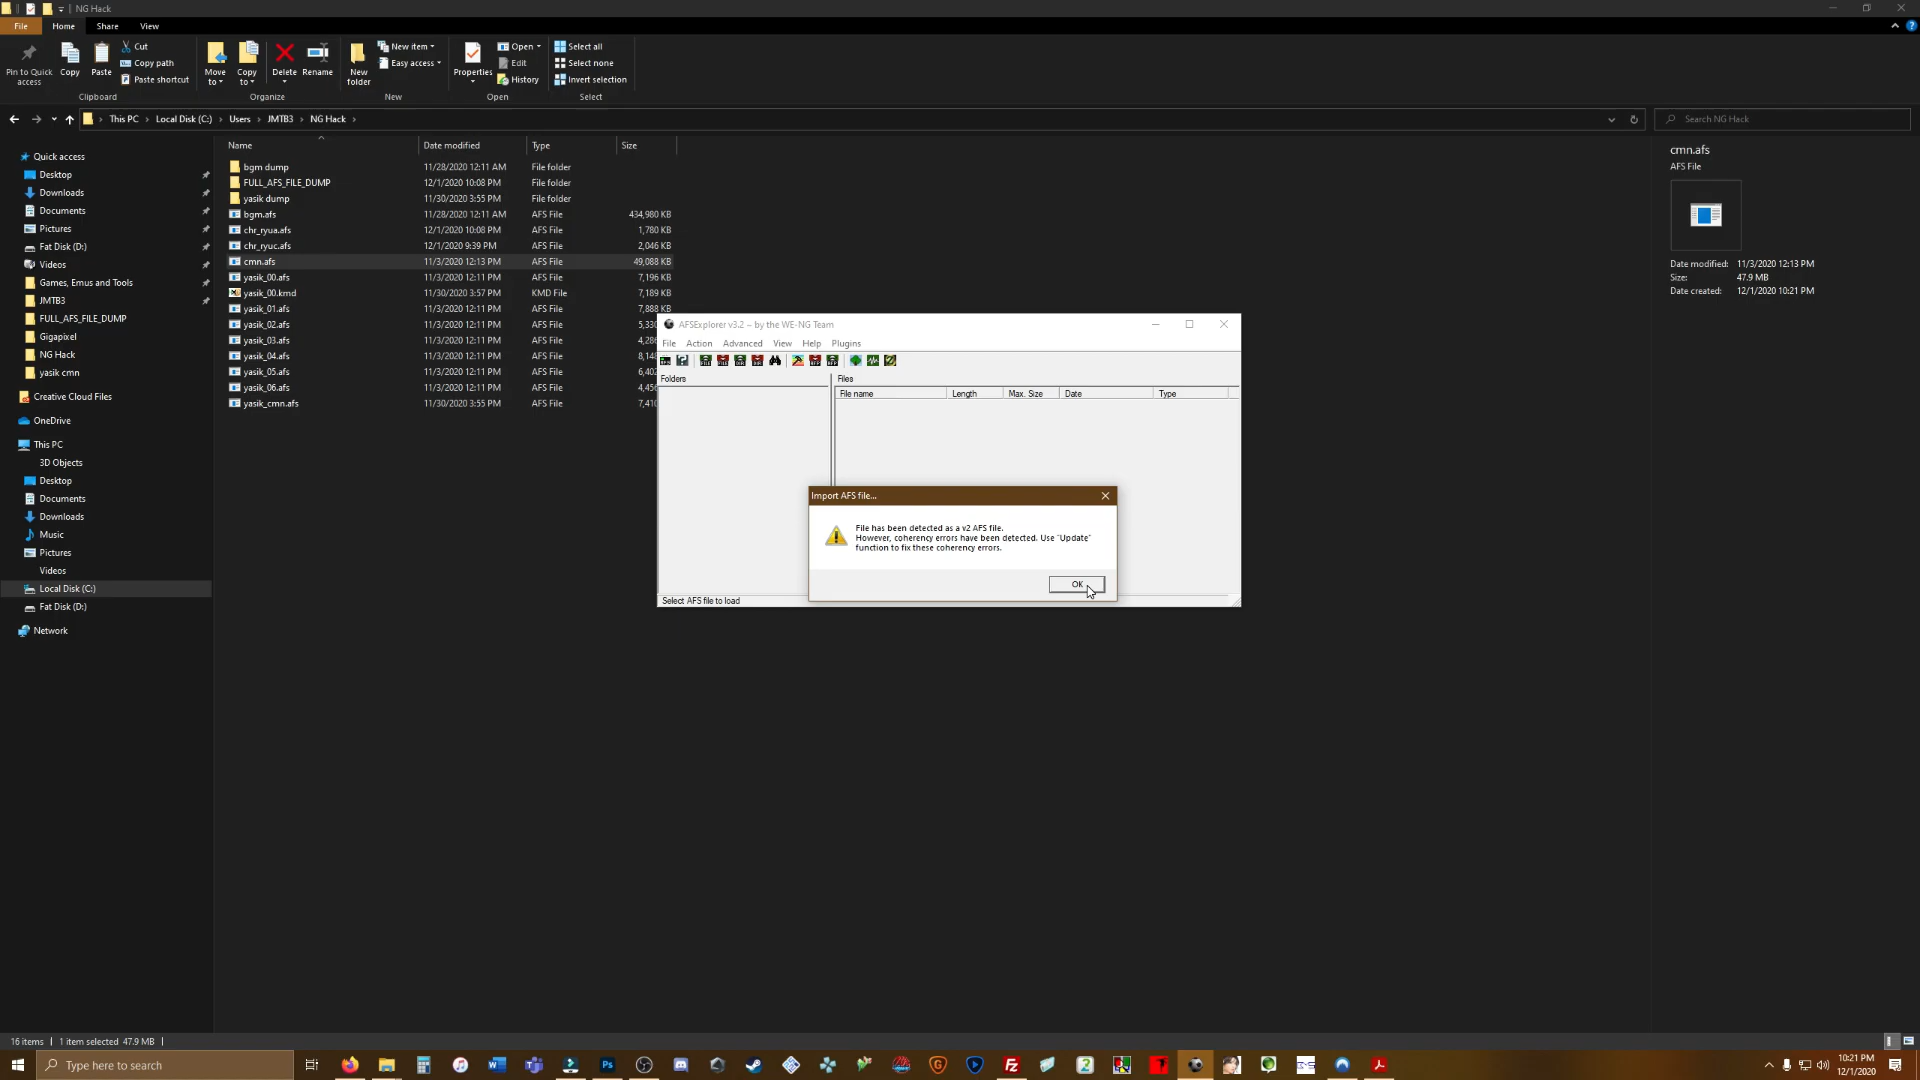 NG Hack
File
Home
Share
View
Pin to Quick
access
Copy
Paste
Cut
Copy path
Paste shortcut
Clipboard
Move
to
Copy
to
Delete
Rename
Organize
New
folder
New item
Easy access
New
Properties
Open
Edit
History
Open
Select all
Select none
Invert selection
Select
This PC
Local Disk (C:)
Users
JMTB3
NG Hack
Search NG Hack
Quick access
Desktop
Downloads
Documents
Pictures
Fat Disk (D:)
Videos
Games, Emus and Tools
JMTB3
FULL_AFS_FILE_DUMP
Gigapixel
NG Hack
yasik cmn
Creative Cloud Files
OneDrive
This PC
3D Objects
Desktop
Documents
Downloads
Music
Pictures
Videos
Local Disk (C:)
Fat Disk (D:)
Network
Name Date modified Type Size
bgm dump 11/28/2020 12:11 AM File folder
FULL_AFS_FILE_DUMP 12/1/2020 10:08 PM File folder
yasik dump 11/30/2020 3:55 PM File folder
bgm.afs 11/28/2020 12:11 AM AFS File 434,980 KB
chr_ryua.afs 12/1/2020 10:08 PM AFS File 1,780 KB
chr_ryuc.afs 12/1/2020 9:39 PM AFS File 2,046 KB
cmn.afs 11/3/2020 12:13 PM AFS File 49,088 KB
yasik_00.afs 11/3/2020 12:11 PM AFS File 7,196 KB
yasik_00.kmd 11/30/2020 3:57 PM KMD File 7,189 KB
yasik_01.afs 11/3/2020 12:11 PM AFS File 7,888 KB
yasik_02.afs 11/3/2020 12:11 PM AFS File 5,330
yasik_03.afs 11/3/2020 12:11 PM AFS File 4,286
yasik_04.afs 11/3/2020 12:11 PM AFS File 8,148
yasik_05.afs 11/3/2020 12:11 PM AFS File 6,402
yasik_06.afs 11/3/2020 12:11 PM AFS File 4,456
yasik_cmn.afs 11/30/2020 3:55 PM AFS File 7,410
cmn.afs
AFS File
Date modified: 11/3/2020 12:13 PM
Size: 47.9 MB
Date created: 12/1/2020 10:21 PM
AFSExplorer v3.2 – by the WE-NG Team
File Action Advanced View Help Plugins
Folders
Files
File name Length Max. Size Date Type
Import AFS file...
File has been detected as a v2 AFS file.
However, coherency errors have been detected. Use "Update"
function to fix these coherency errors.
OK
Select AFS file to load
16 items 1 item selected 47.9 MB
Type here to search
10:21 PM
12/1/2020